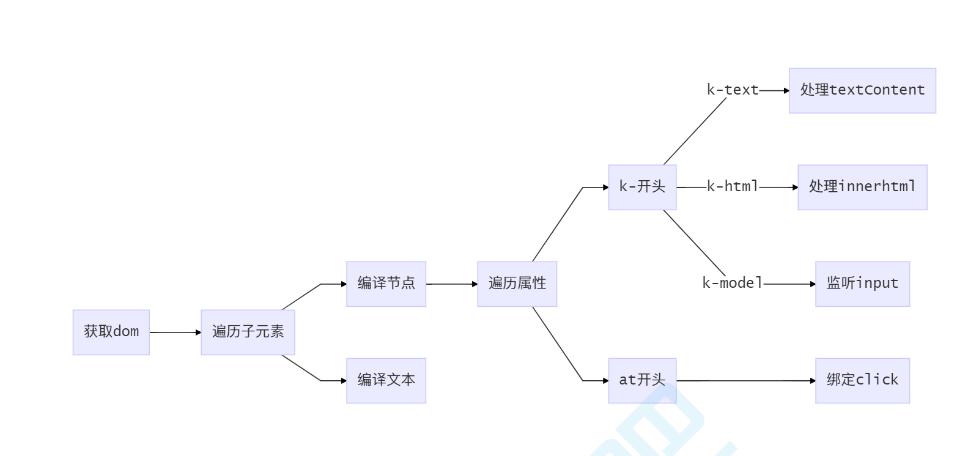 k-text
处理textContent
k-开头
k-html
处理innerhtml
编译节点
遍历属性
k-model
监听input
获取dom
遍历子元素
编译文本
at开头
绑定click